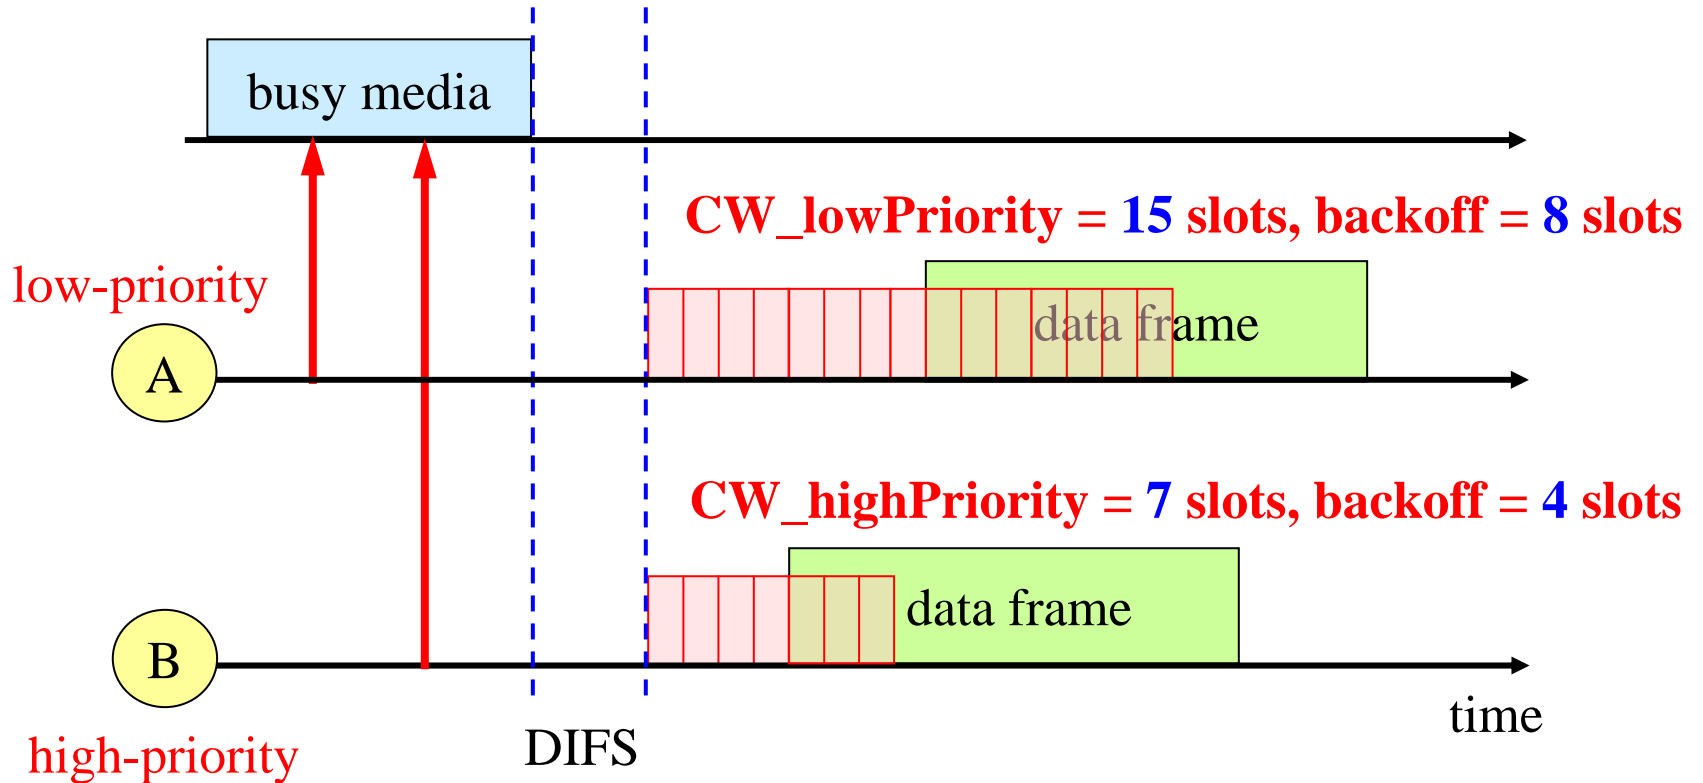 busy media
CW_lowPriority = 15 slots, backoff = 8 slots
low-priority
data frame
A
CW_highPriority = 7 slots, backoff = 4 slots
data frame
B
time
high-priority
DIFS